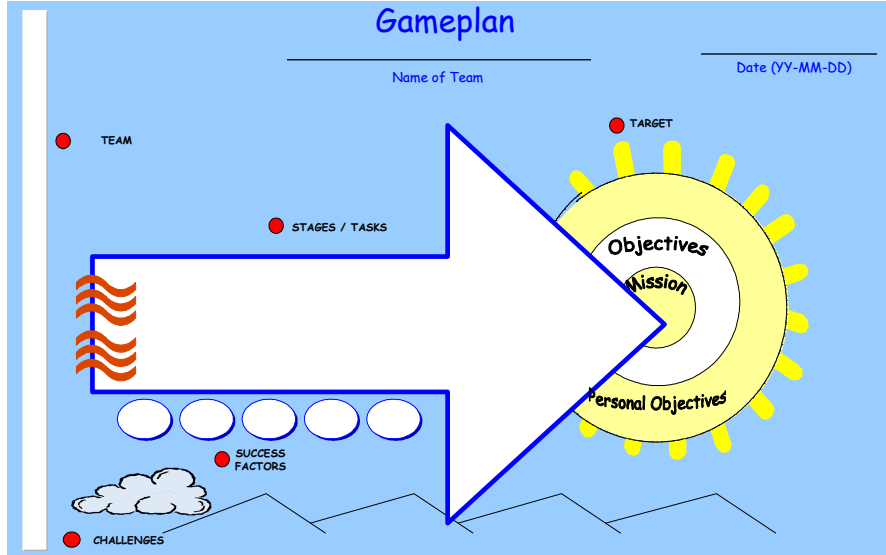 Gameplan
Name of Team
Date (YY-MM-DD)
TARGET
TEAM
STAGES / TASKS
Objectives
Mission
Personal Objectives
SUCCESS
FACTORS
CHALLENGES